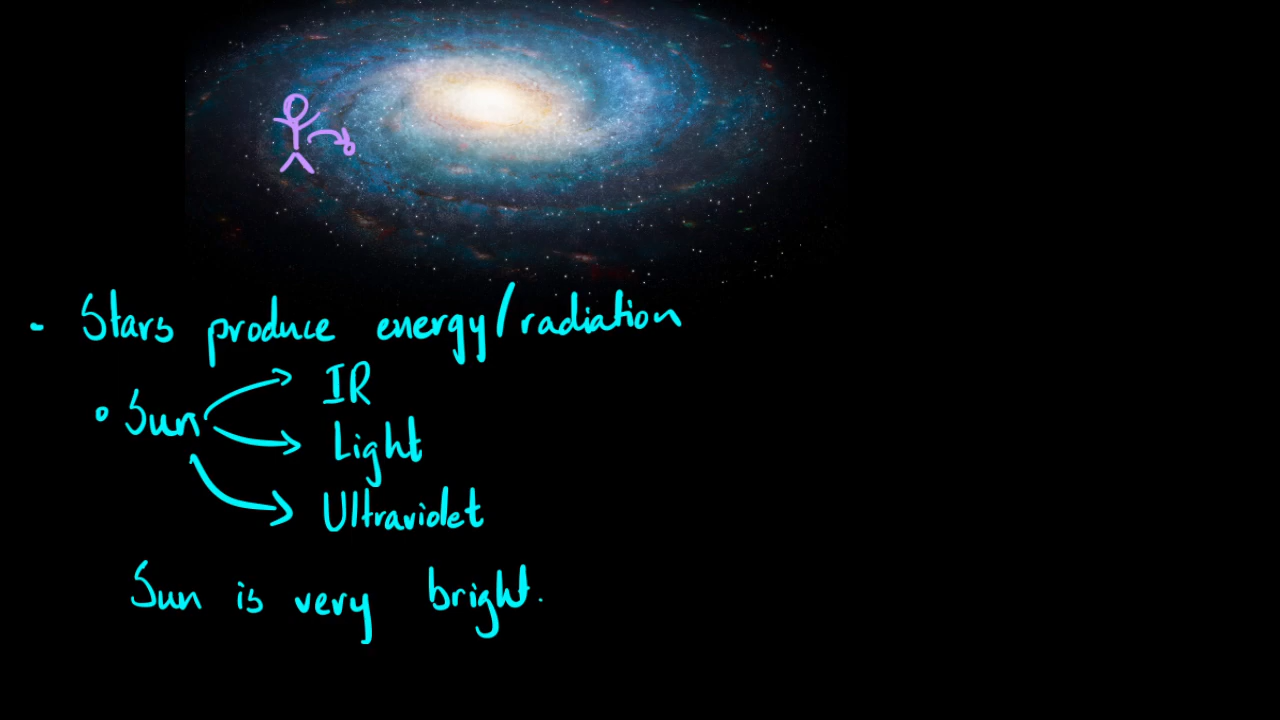 - Stars produce energy/radiation
IR
• Sun
Light
Ultraviolet
Sun is very bright.